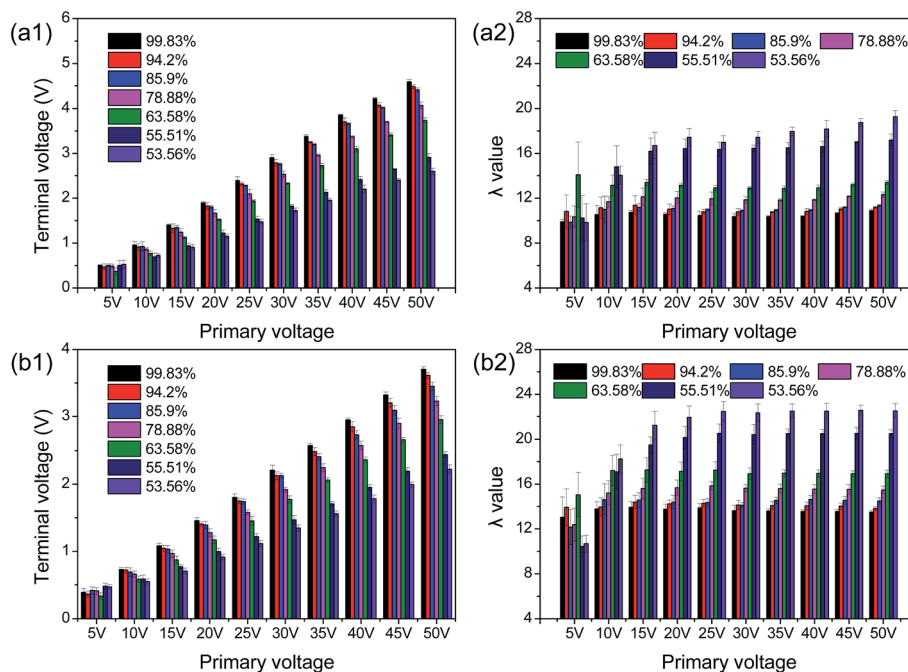 (a1)
Terminal voltage (V)
6
5
4
3
2
1
0
99.83%
94.2%
85.9%
78.88%
63.58%
55.51%
53.56%
5V 10V 15V 20V 25V 30V 35V 40V 45V 50V
Primary voltage
(a2)
λ value
28
24
20
16
12
8
4
99.83% 94.2% 85.9% 78.88%
63.58% 55.51% 53.56%
5V 10V 15V 20V 25V 30V 35V 40V 45V 50V
Primary voltage
(b1)
Terminal voltage (V)
4
3
2
1
0
99.83%
94.2%
85.9%
78.88%
63.58%
55.51%
53.56%
5V 10V 15V 20V 25V 30V 35V 40V 45V 50V
Primary voltage
(b2)
λ value
28
26
22
18
14
10
8
4
99.83% 94.2% 85.9% 78.88%
63.58% 55.51% 53.56%
5V 10V 15V 20V 25V 30V 35V 40V 45V 50V
Primary voltage